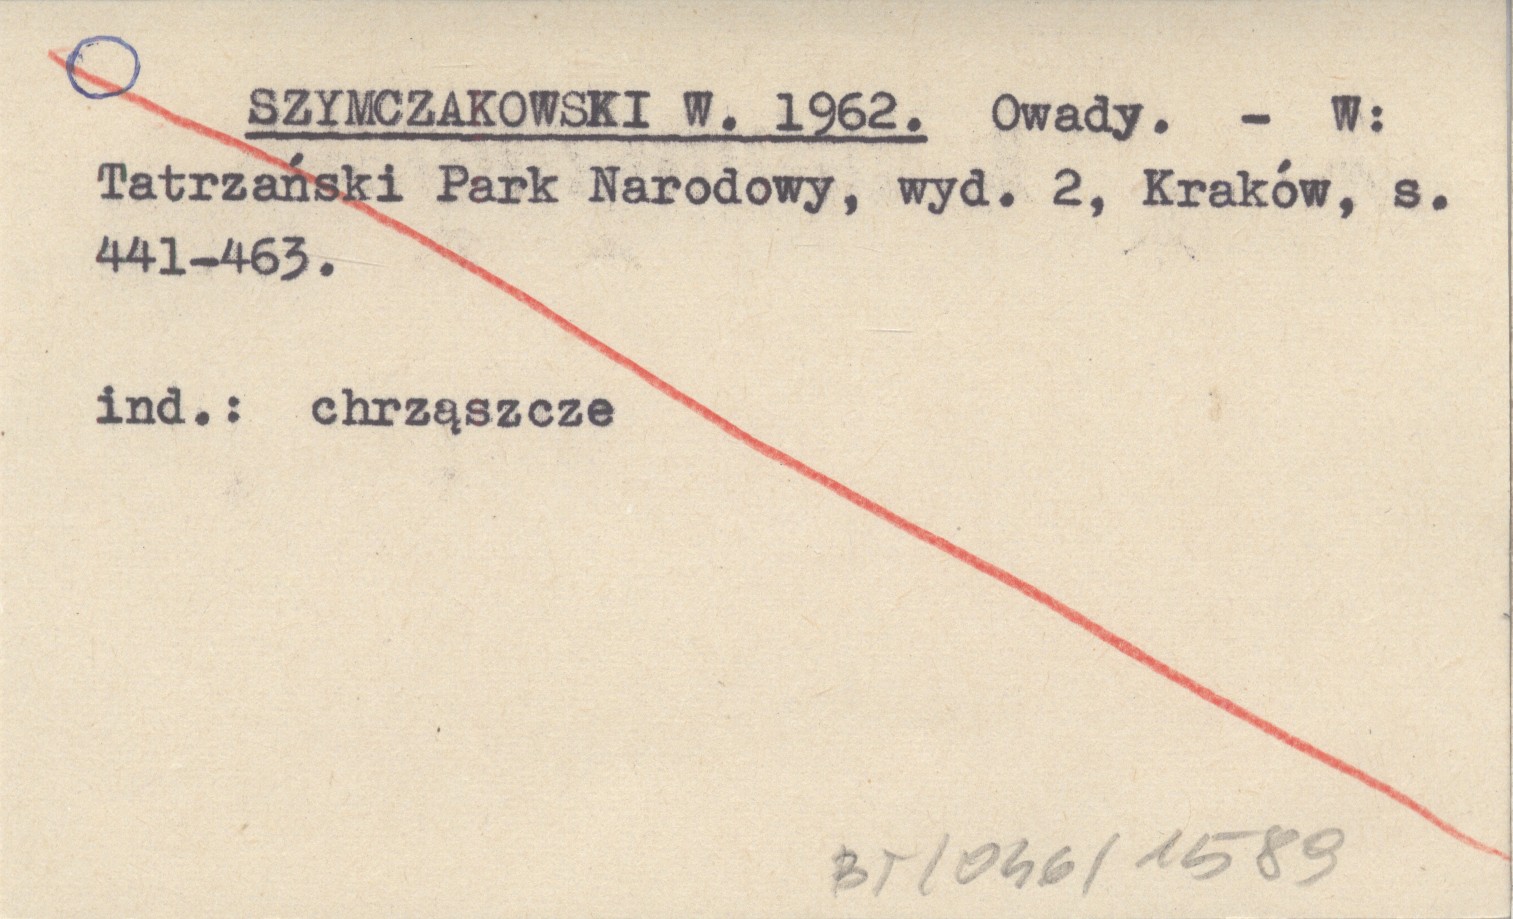 SZYMCZAKOWSKI W. 1962. Owady. - W:
Tatrzański Park Narodowy, wyd. 2, Kraków, s.
441-463.
ind.: chrząszcze
BT/046/1589